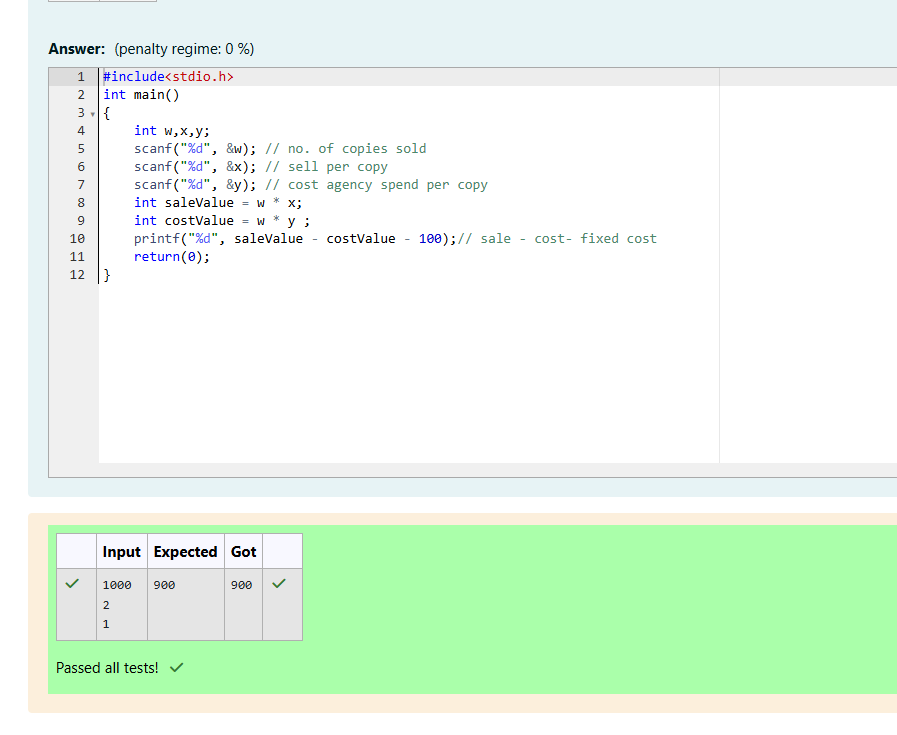 Answer: (penalty regime: 0 %)
1 #include<stdio.h>
2 int main()
3 {
4     int w,x,y;
5     scanf("%d", &w); // no. of copies sold
6     scanf("%d", &x); // sell per copy
7     scanf("%d", &y); // cost agency spend per copy
8     int saleValue = w * x;
9     int costValue = w * y ;
10     printf("%d", saleValue - costValue - 100);// sale - cost- fixed cost
11     return(0);
12 }
Input Expected Got
1000 900 900
2
1
Passed all tests!